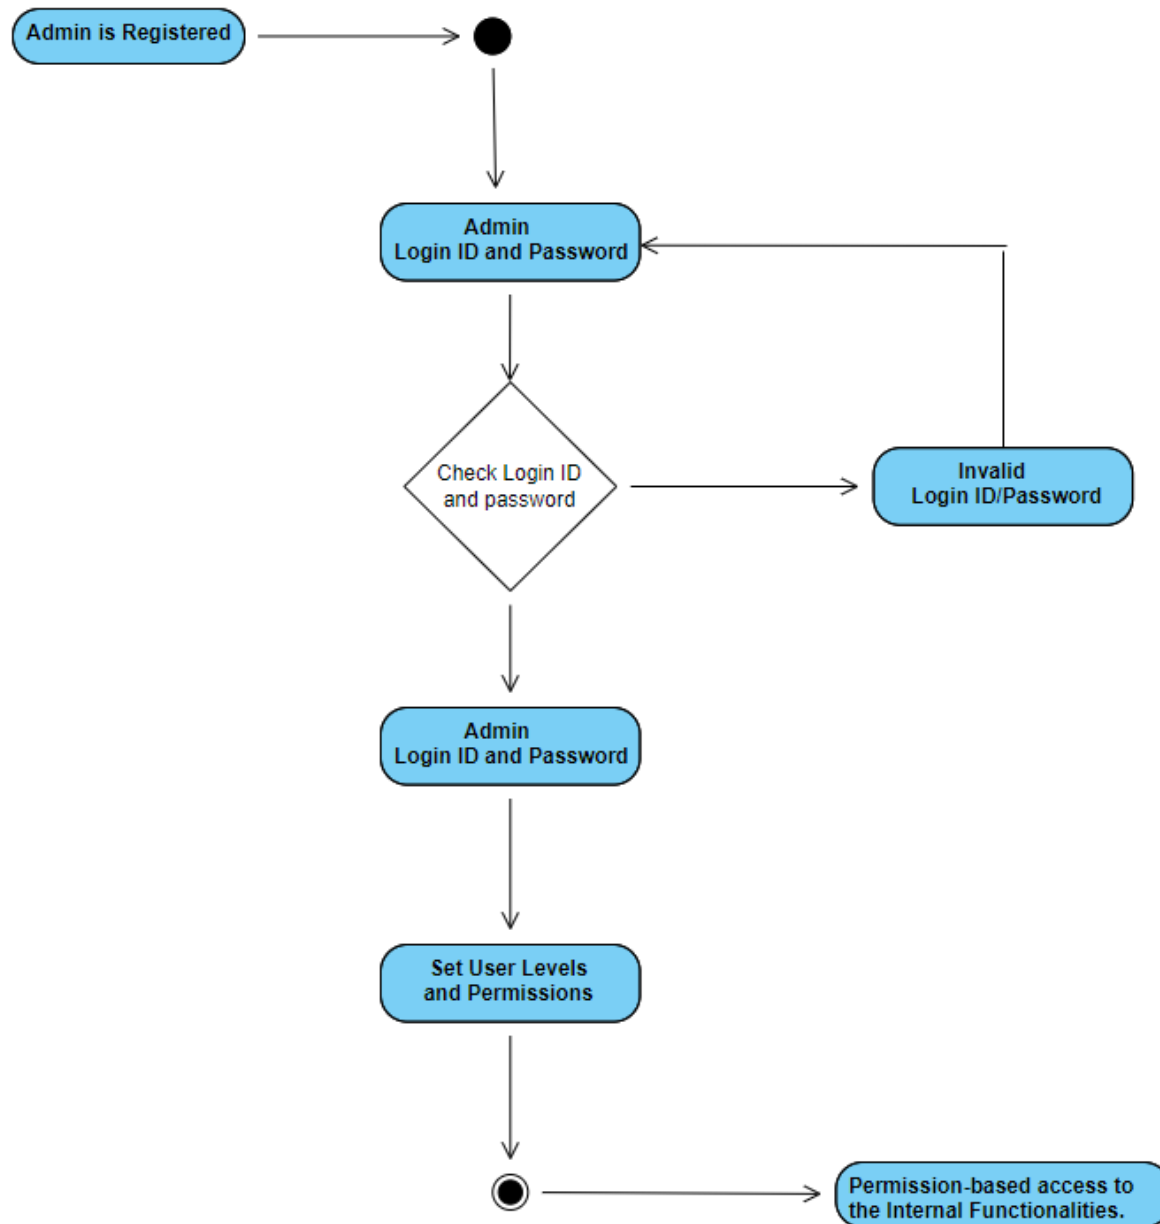 Admin is Registered
Admin
Login ID and Password
Check Login ID
and password
Invalid
Login ID/Password
Admin
Login ID and Password
Set User Levels
and Permissions
Permission-based access to
the Internal Functionalities.